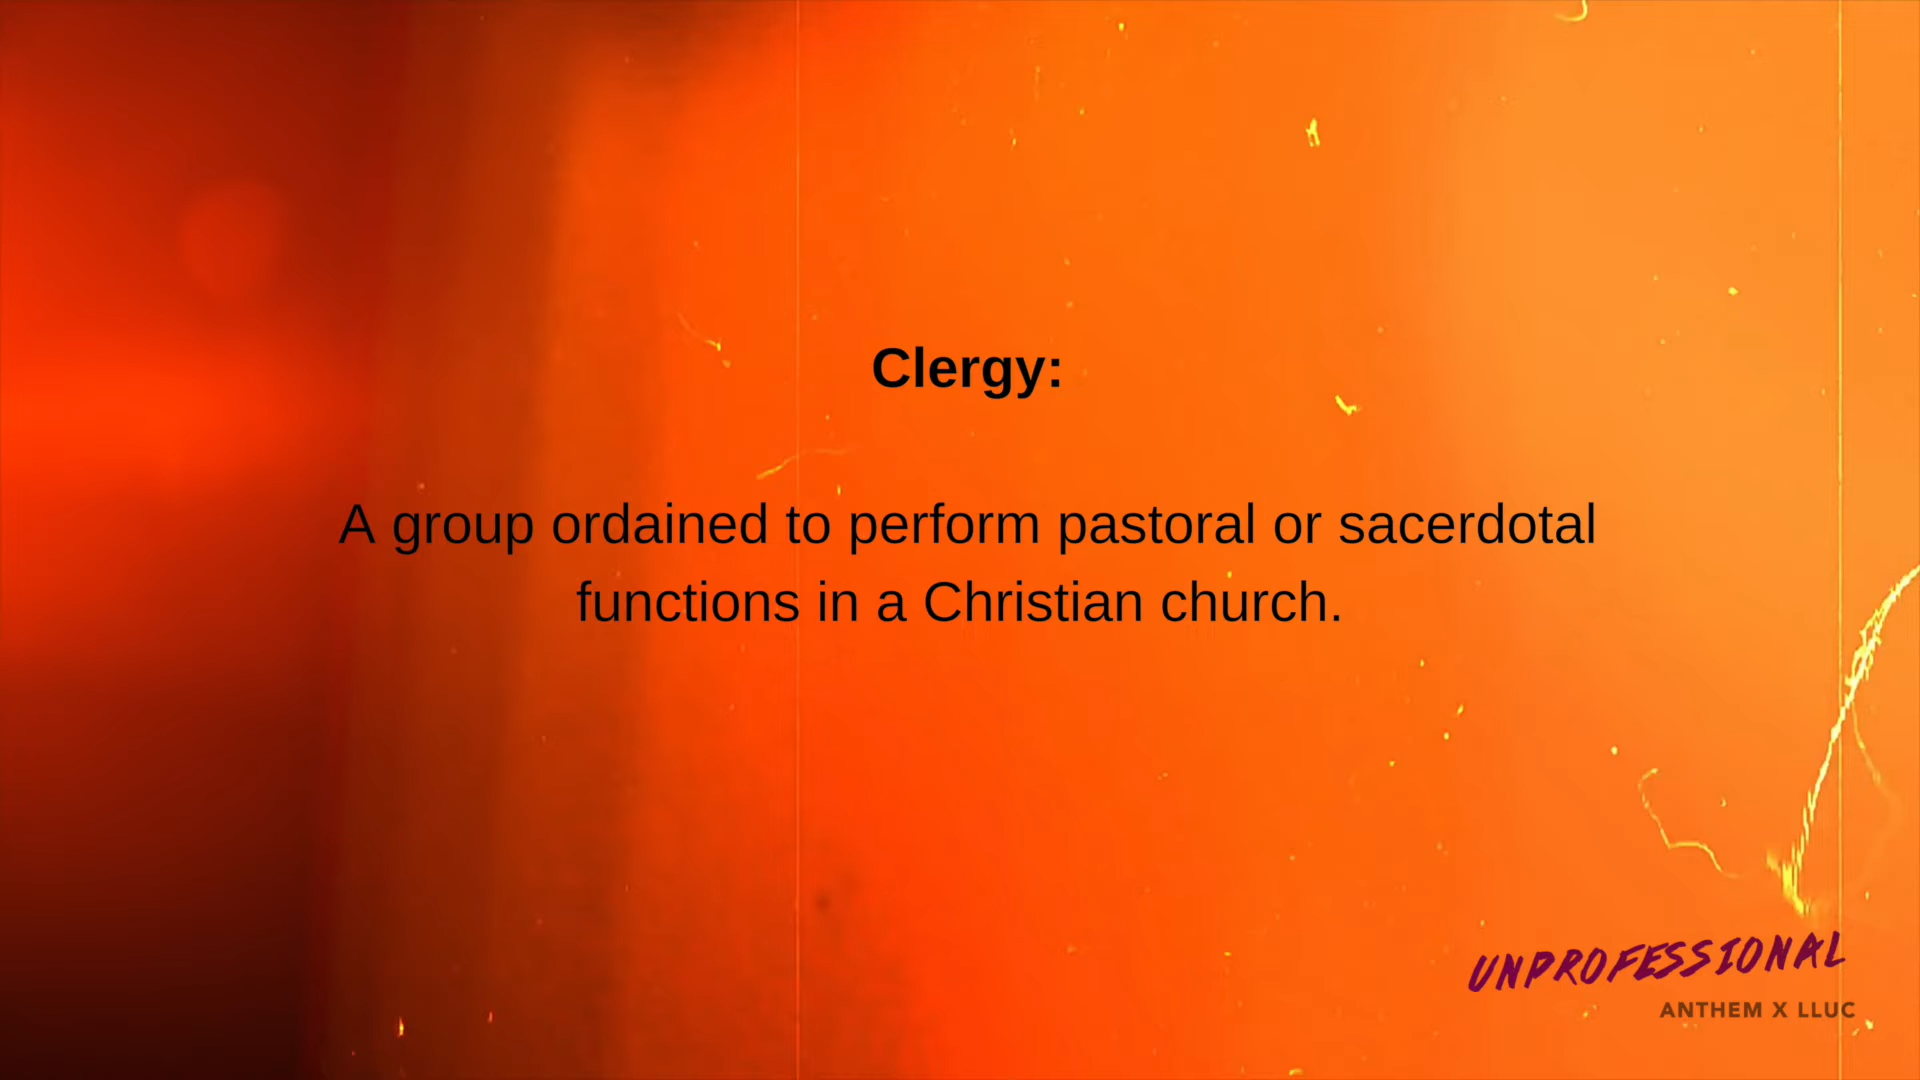 Clergy:
A group ordained to perform pastoral or sacerdotal
functions in a Christian church.
UNPROFESSIONAL
ANTHEM X LLUC